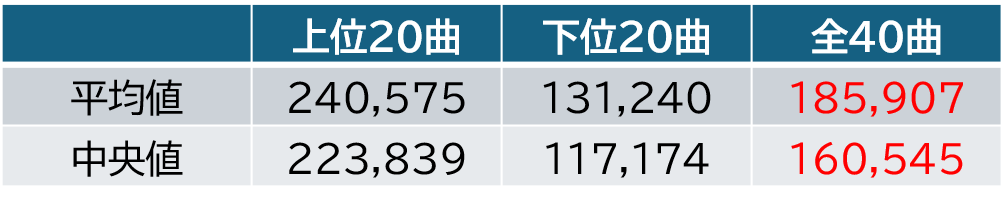 上位20曲 下位20曲 全40曲
平均値 240,575 131,240 185,907
中央値 223,839 117,174 160,545